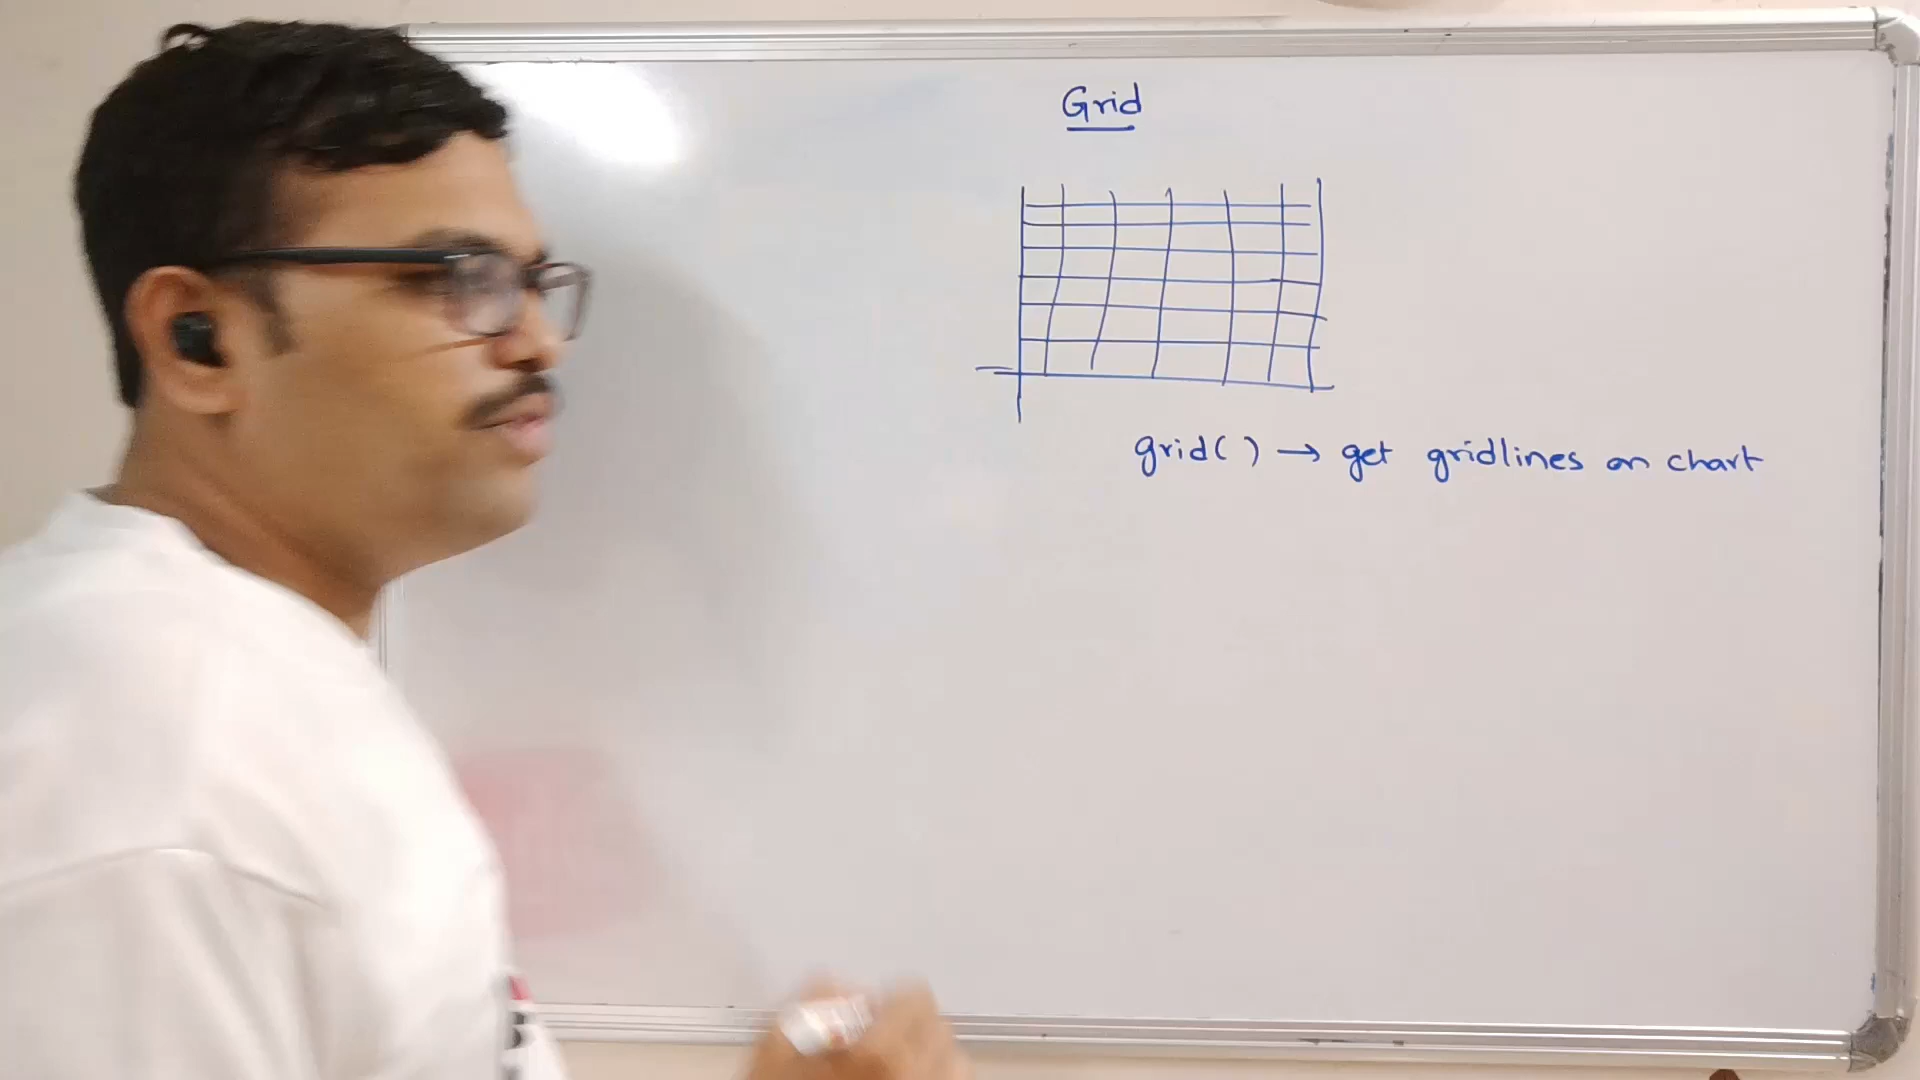 Grid
grid() → get gridlines on chart